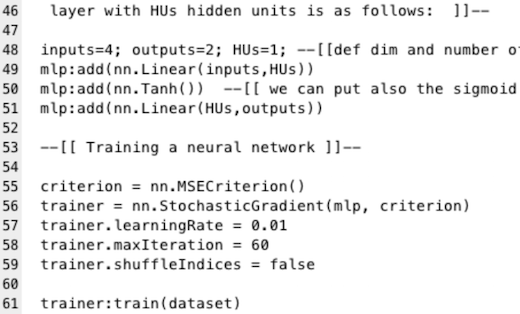 46 layer with HUs hidden units is as follows: ]]--
47
48 inputs=4; outputs=2; HUs=1; --[[def dim and number
49 mlp:add(nn.Linear(inputs,HUs))
50 mlp:add(nn.Tanh()) --[[ we can put also the sigmoid
51 mlp:add(nn.Linear(HUs,outputs))
52
53 --[[ Training a neural network ]]--
54
55 criterion = nn.MSECriterion()
56 trainer = nn.StochasticGradient(mlp, criterion)
57 trainer.learningRate = 0.01
58 trainer.maxIteration = 60
59 trainer.shuffleIndices = false
60
61 trainer:train(dataset)